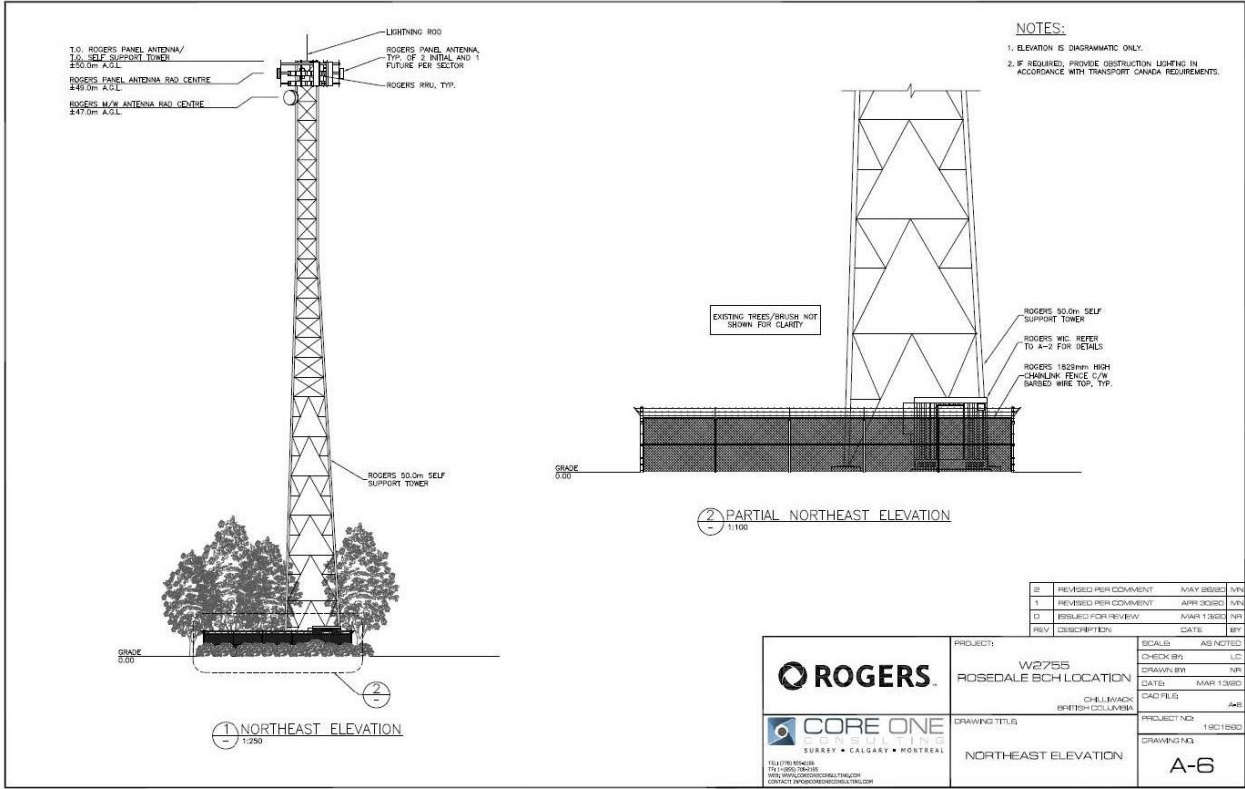 NOTES:
1. ELEVATION IS DIAGRAMMATIC ONLY.
2. IF REQUIRED, PROVIDE OBSTRUCTION LIGHTING IN
ACCORDANCE WITH TRANSPORT CANADA REQUIREMENTS.
T.O. ROGERS PANEL ANTENNA/
T.O. SELF SUPPORT TOWER
±50.0m A.G.L.
ROGERS PANEL ANTENNA RAD CENTRE
±49.0m A.G.L.
ROGERS M/W ANTENNA RAD CENTRE
±47.0m A.G.L.
LIGHTNING ROD
ROGERS PANEL ANTENNA,
TYP. OF 2 INITIAL AND 1
FUTURE PER SECTOR
ROGERS RRU, TYP.
ROGERS 50.0m SELF
SUPPORT TOWER
GRADE
0.00
2
–
1 NORTHEAST ELEVATION
– 1:250
EXISTING TREES/BRUSH NOT
SHOWN FOR CLARITY
ROGERS 50.0m SELF
SUPPORT TOWER
ROGERS WIC. REFER
TO A-2 FOR DETAILS
ROGERS 1829mm HIGH
CHAINLINK FENCE C/W
BARBED WIRE TOP, TYP.
GRADE
0.00
2 PARTIAL NORTHEAST ELEVATION
– 1:100
2 REVISED PER COMMENT MAY 
1 REVISED PER COMMENT APR 30/20
0 ISSUED FOR REVIEW MAR 13/20 NR
REV DESCRIPTION DATE BY
ROGERS
CORE ONE
CONSULTING
SURREY • CALGARY • MONTREAL
PROJECT:
W2755
ROSEDALE BCH LOCATION
CHILLIWACK
BRITISH COLUMBIA
DRAWING TITLE:
NORTHEAST ELEVATION
SCALE: AS NOTED
CHECK BY: LC
DRAWN BY: NR
DATE: MAR 13/20
CAD FILE:
PROJECT NO:
DRAWING NO:
A-6